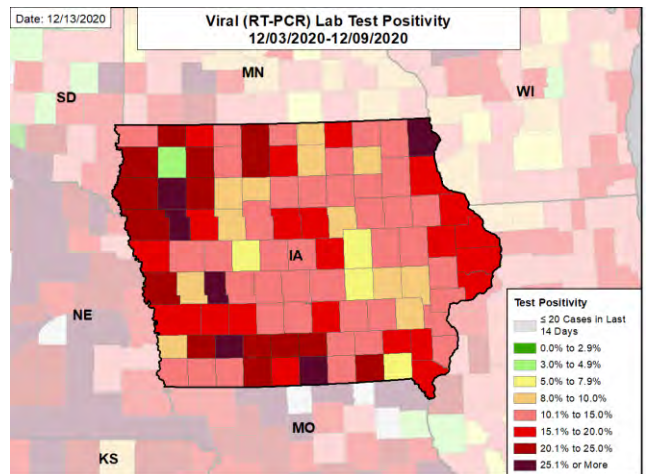 Date: 12/13/2020
Viral (RT-PCR) Lab Test Positivity
12/03/2020-12/09/2020
MN
SD
WI
IA
NE
MO
KS
Test Positivity
≤ 20 Cases in Last
14 Days
0.0% to 2.9%
3.0% to 4.9%
5.0% to 7.9%
8.0% to 10.0%
10.1% to 15.0%
15.1% to 20.0%
20.1% to 25.0%
25.1% or More